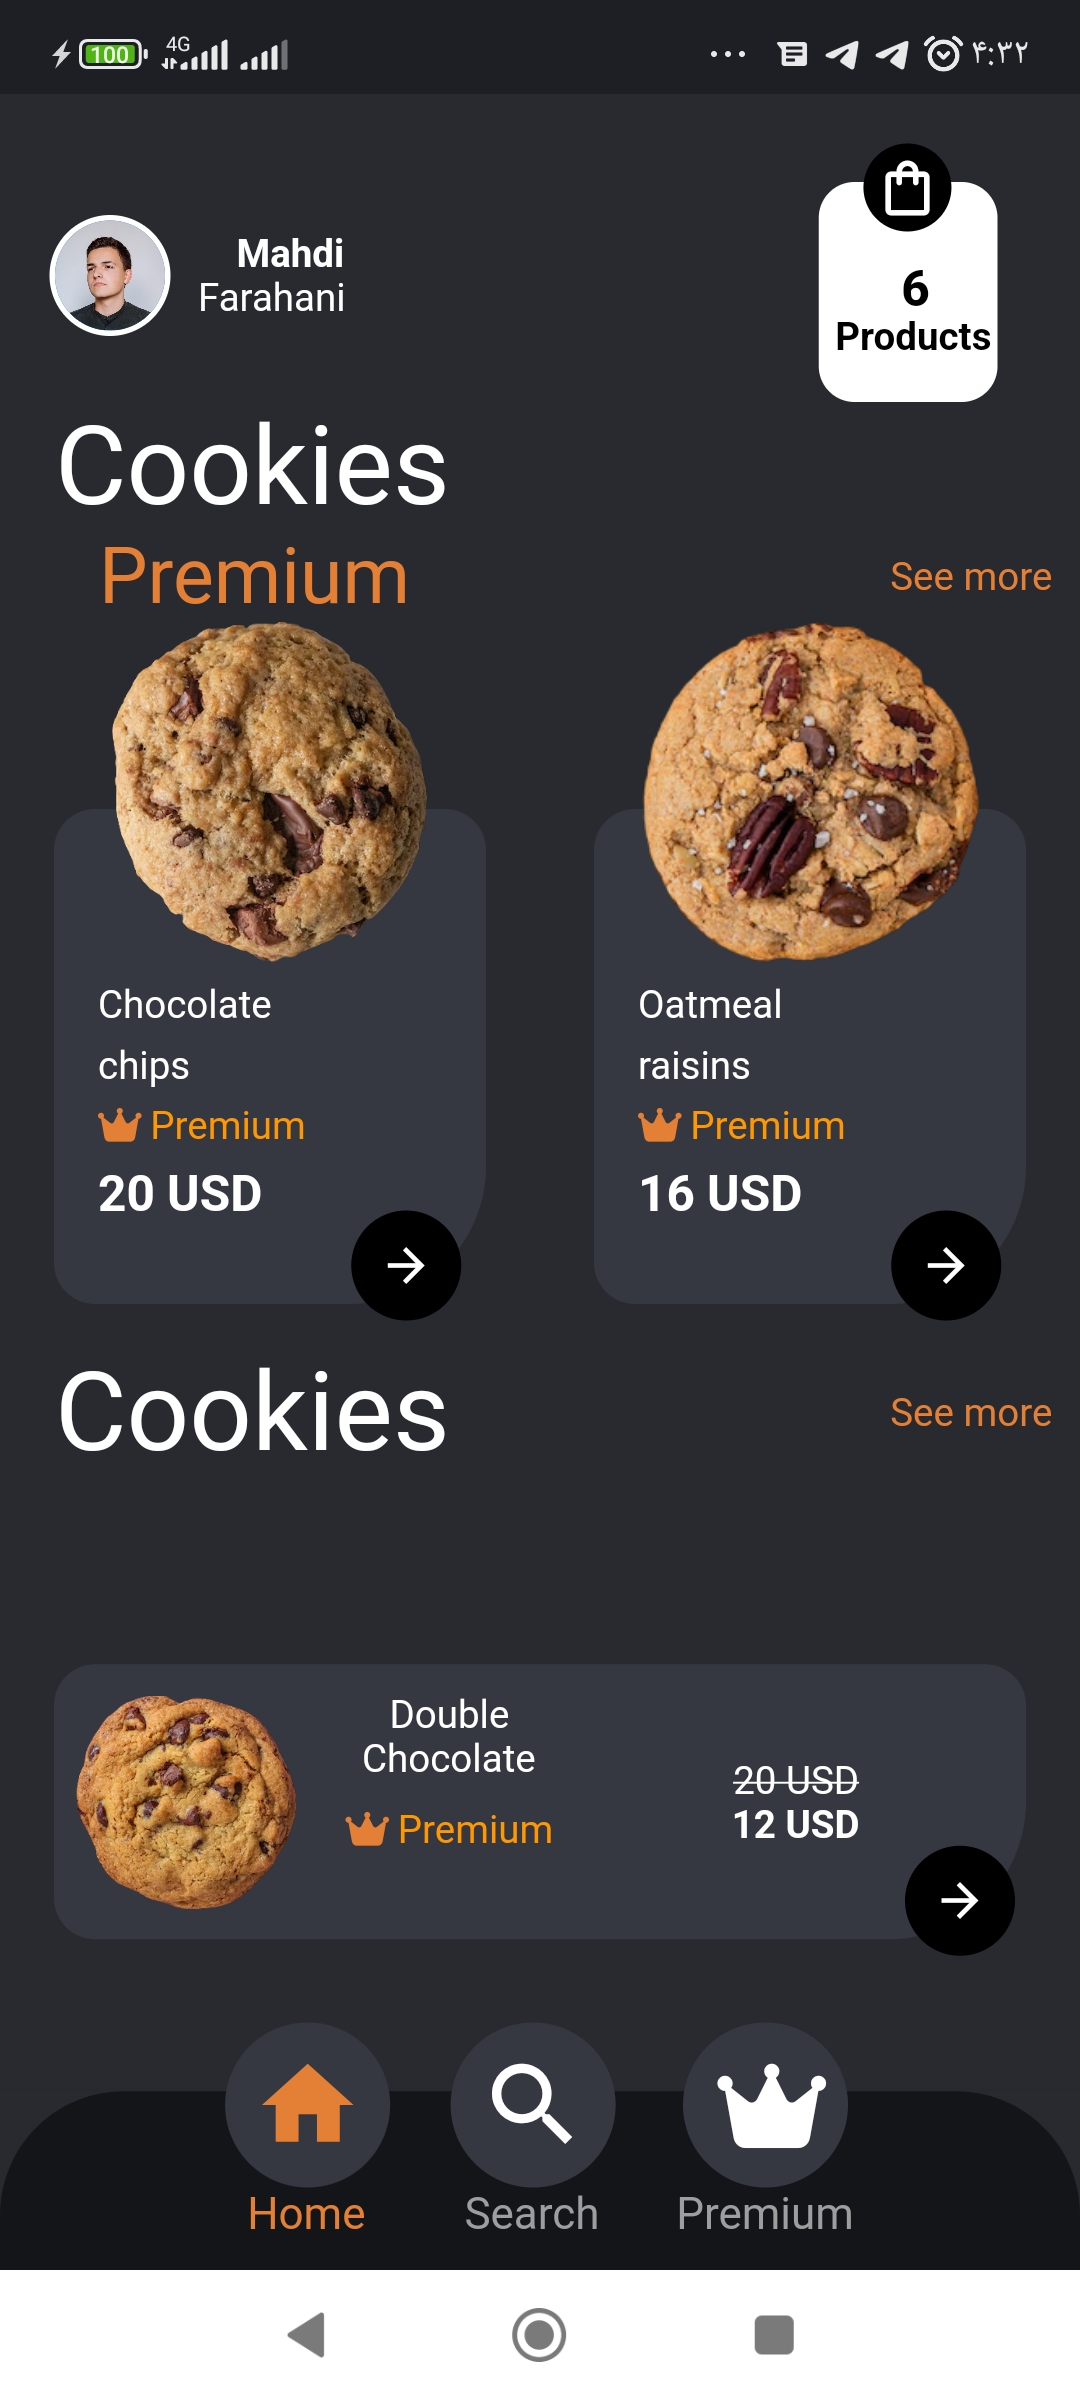 100
4G
۴:۳۲
Mahdi
Farahani
6
Products
Cookies
Premium
See more
Chocolate
chips
Premium
20 USD
Oatmeal
raisins
Premium
16 USD
Cookies
See more
Double
Chocolate
Premium
20 USD
12 USD
Home
Search
Premium